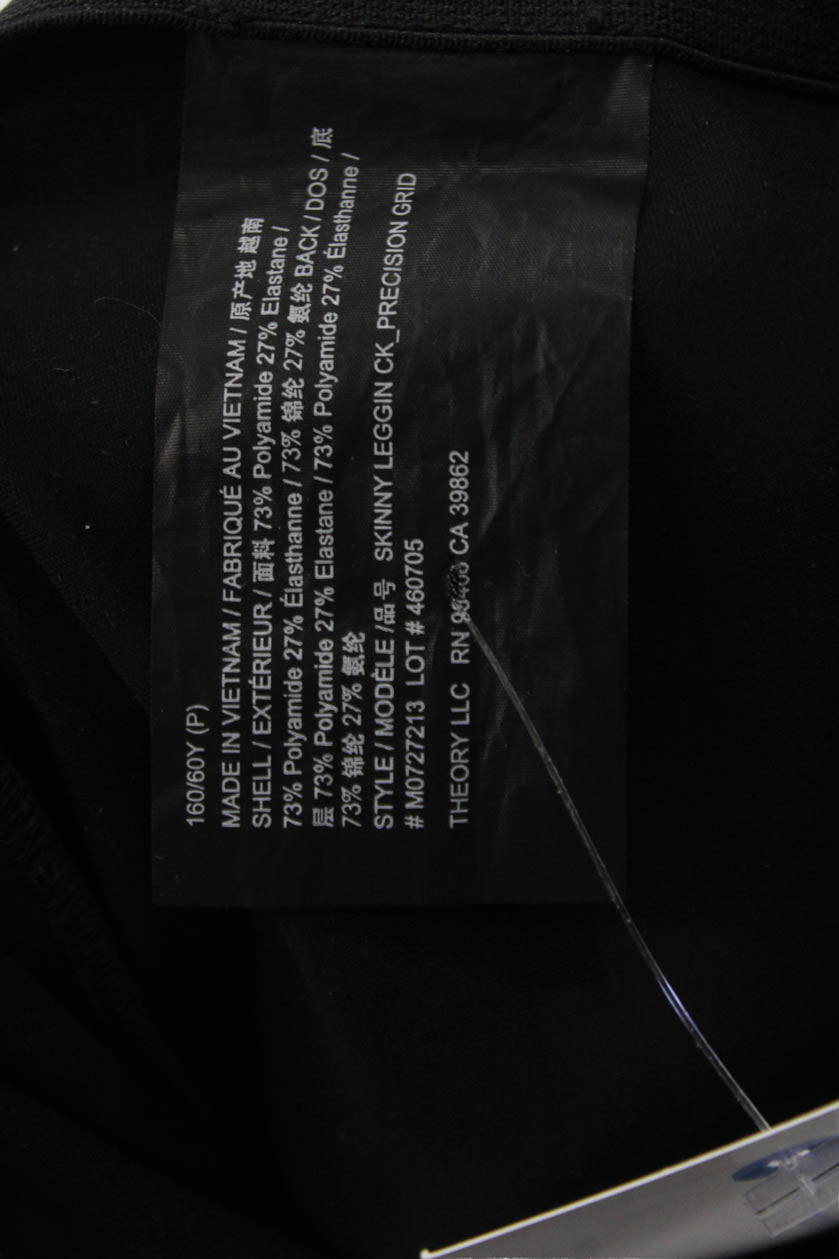 160/60Y (P)
MADE IN VIETNAM / FABRIQUÉ AU VIETNAM / 原产地 越南
SHELL / EXTÉRIEUR / 面料 73% Polyamide 27% Elastane /
73% Polyamide 27% Élasthanne / 73% 锦纶 27% 氨纶 BACK / DOS / 底
层 73% Polyamide 27% Elastane / 73% Polyamide 27% Élasthanne /
73% 锦纶 27% 氨纶
STYLE / MODÈLE /品号 SKINNY LEGGIN CK_PRECISION GRID
# M0727213 LOT # 460705
THEORY LLC RN CA 39862